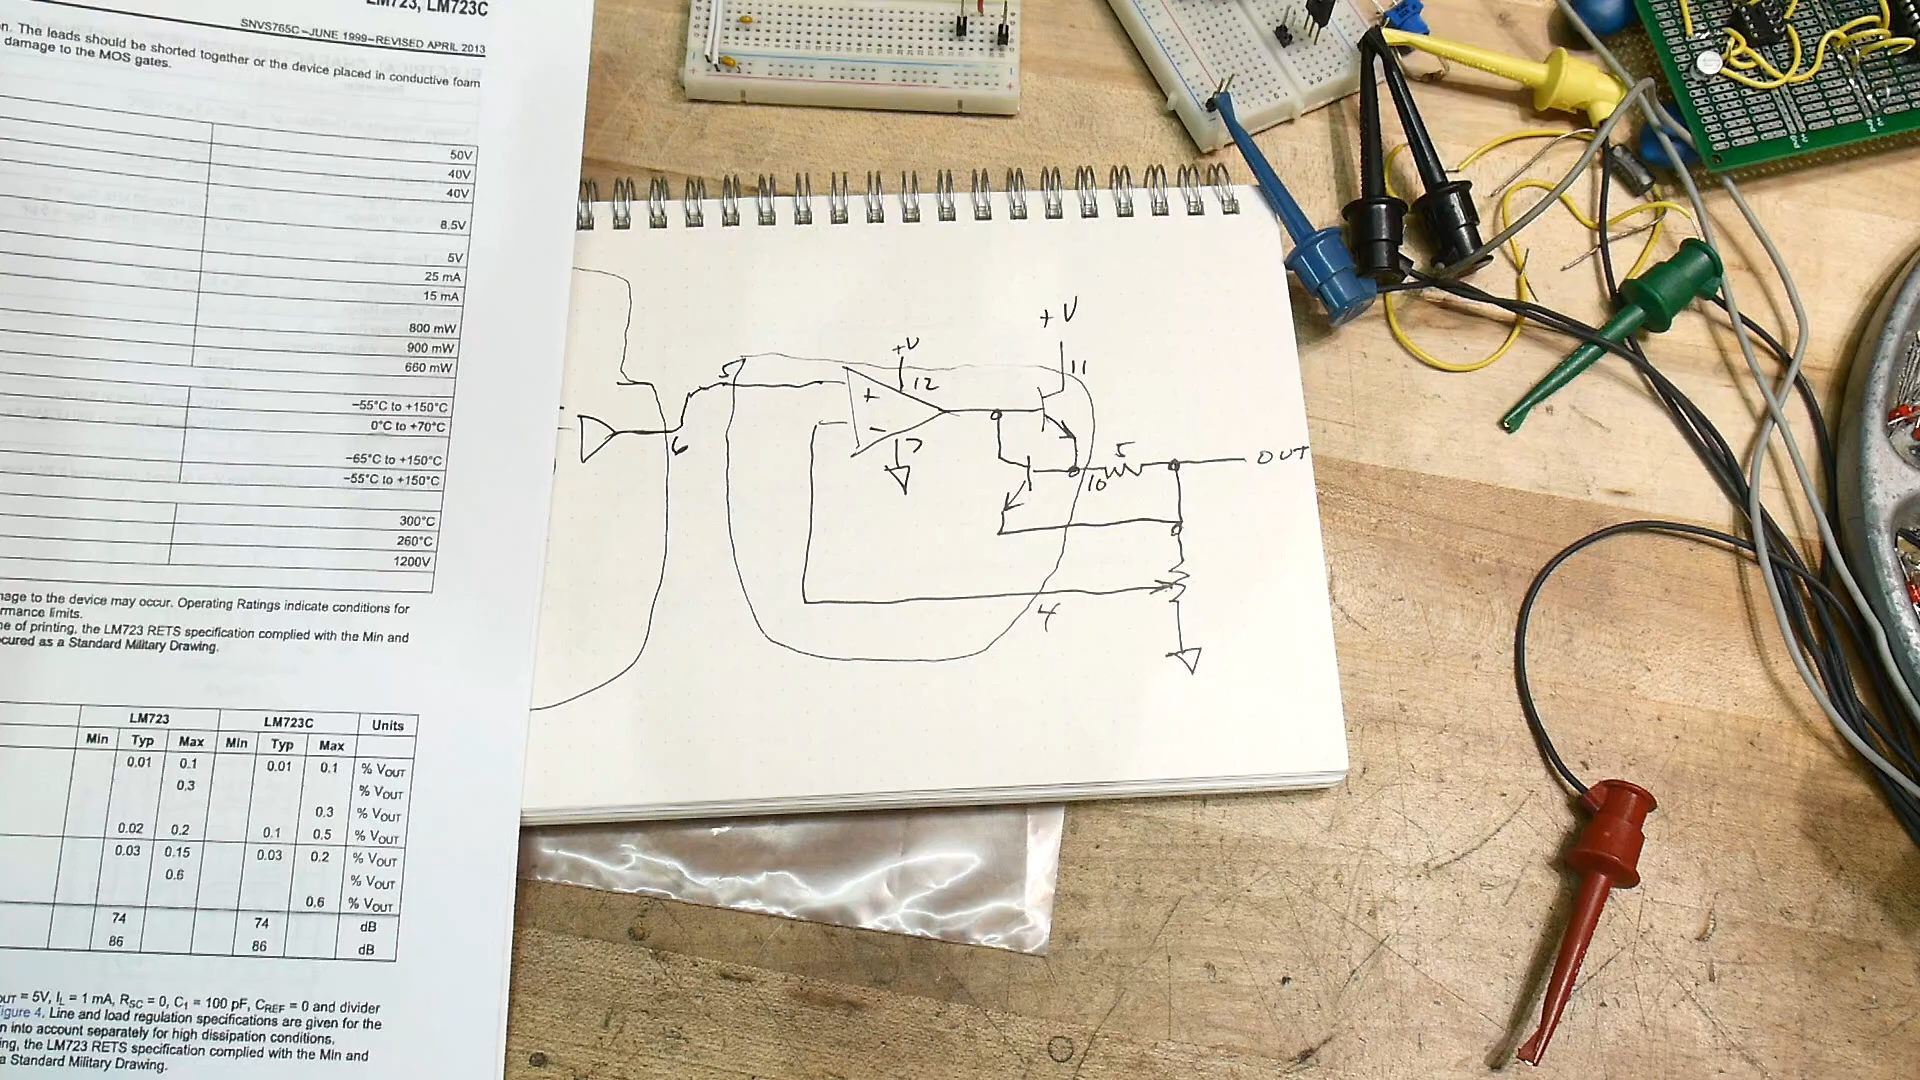 LM723, LM723C
SNVS765C–JUNE 1999–REVISED APRIL 2013
n. The leads should be shorted together or the device placed in conductive foam
damage to the MOS gates.
50V
40V
40V
8.5V
5V
25 mA
15 mA
800 mW
900 mW
660 mW
−55°C to +150°C
0°C to +70°C
−65°C to +150°C
−55°C to +150°C
300°C
260°C
1200V
mage to the device may occur. Operating Ratings indicate conditions for
rmance limits.
e of printing, the LM723 RETS specification complied with the Min and
ocured as a Standard Military Drawing.
LM723 LM723C Units
Min Typ Max Min Typ Max
0.01 0.1 0.01 0.1 % VOUT
0.3 % VOUT
0.3 % VOUT
0.02 0.2 0.1 0.5 % VOUT
0.03 0.15 0.03 0.2 % VOUT
0.6 % VOUT
0.6 % VOUT
74 74 dB
86 86 dB
OUT = 5V, IL = 1 mA, RSC = 0, C1 = 100 pF, CREF = 0 and divider
igure 4. Line and load regulation specifications are given for the
n into account separately for high dissipation conditions.
ing, the LM723 RETS specification complied with the Min and
a Standard Military Drawing.
+V
+V
11
5
12
+
−
7
6
5
OUT
10
4